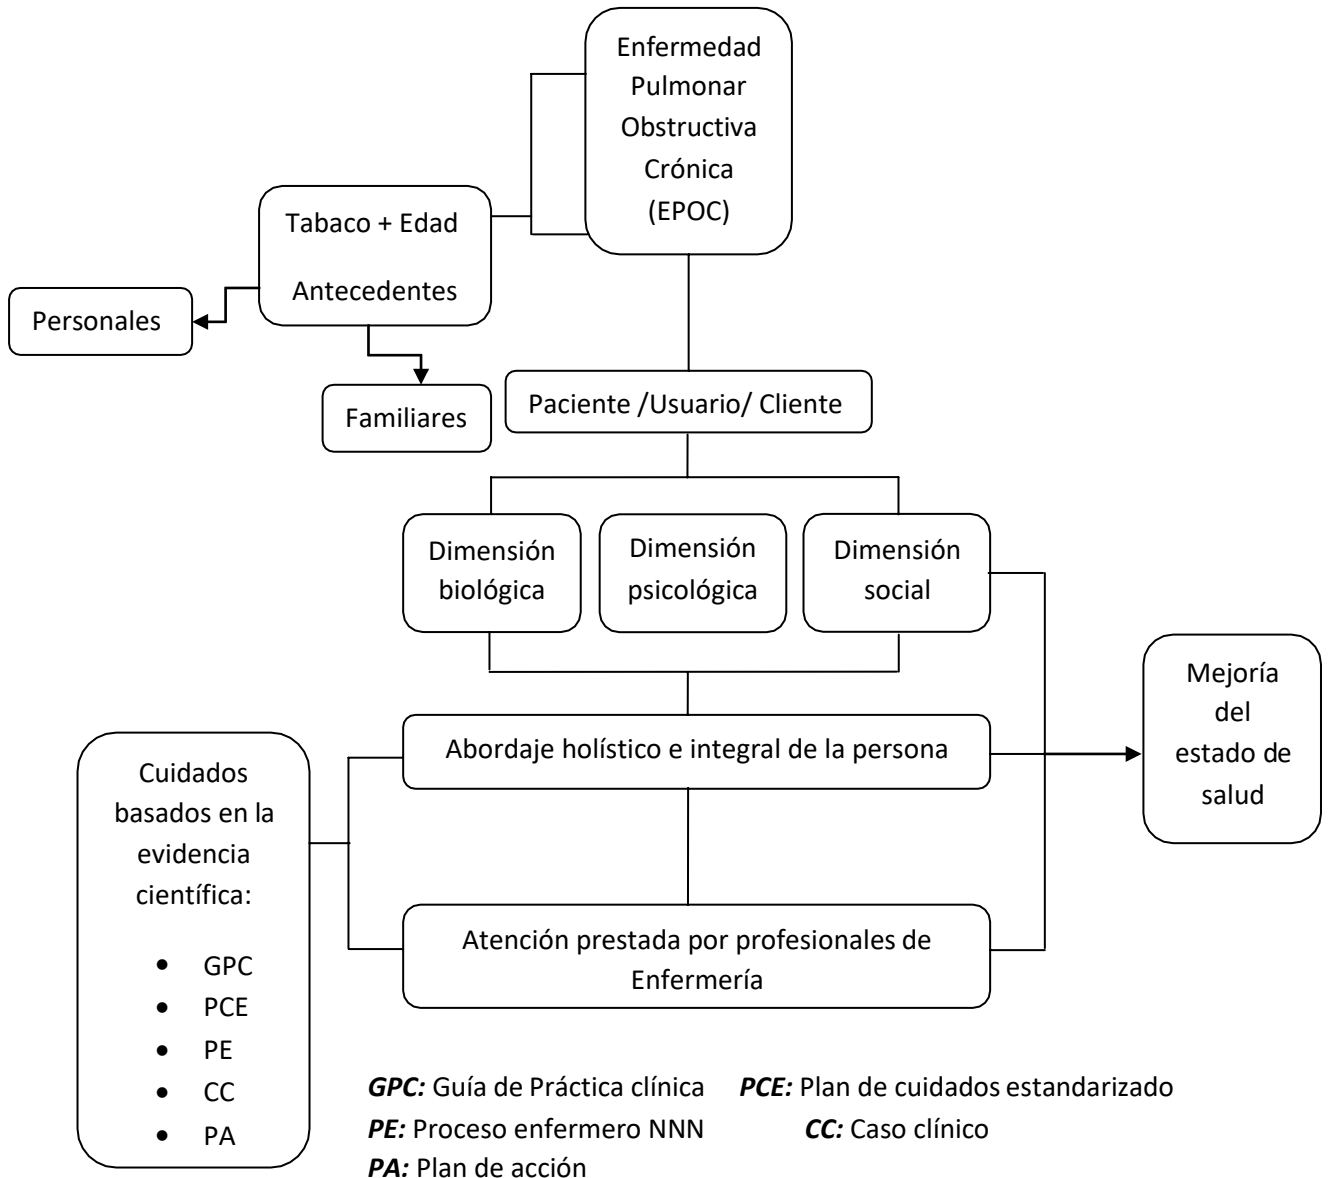 Enfermedad
Pulmonar
Obstructiva
Crónica
(EPOC)
Tabaco + Edad
Antecedentes
Personales
Familiares
Paciente /Usuario/ Cliente
Dimensión
biológica
Dimensión
psicológica
Dimensión
social
Mejoría
del
estado de
salud
Abordaje holístico e integral de la persona
Cuidados
basados en la
evidencia
científica:
• GPC
• PCE
• PE
• CC
• PA
Atención prestada por profesionales de
Enfermería
GPC: Guía de Práctica clínica PCE: Plan de cuidados estandarizado
PE: Proceso enfermero NNN CC: Caso clínico
PA: Plan de acción